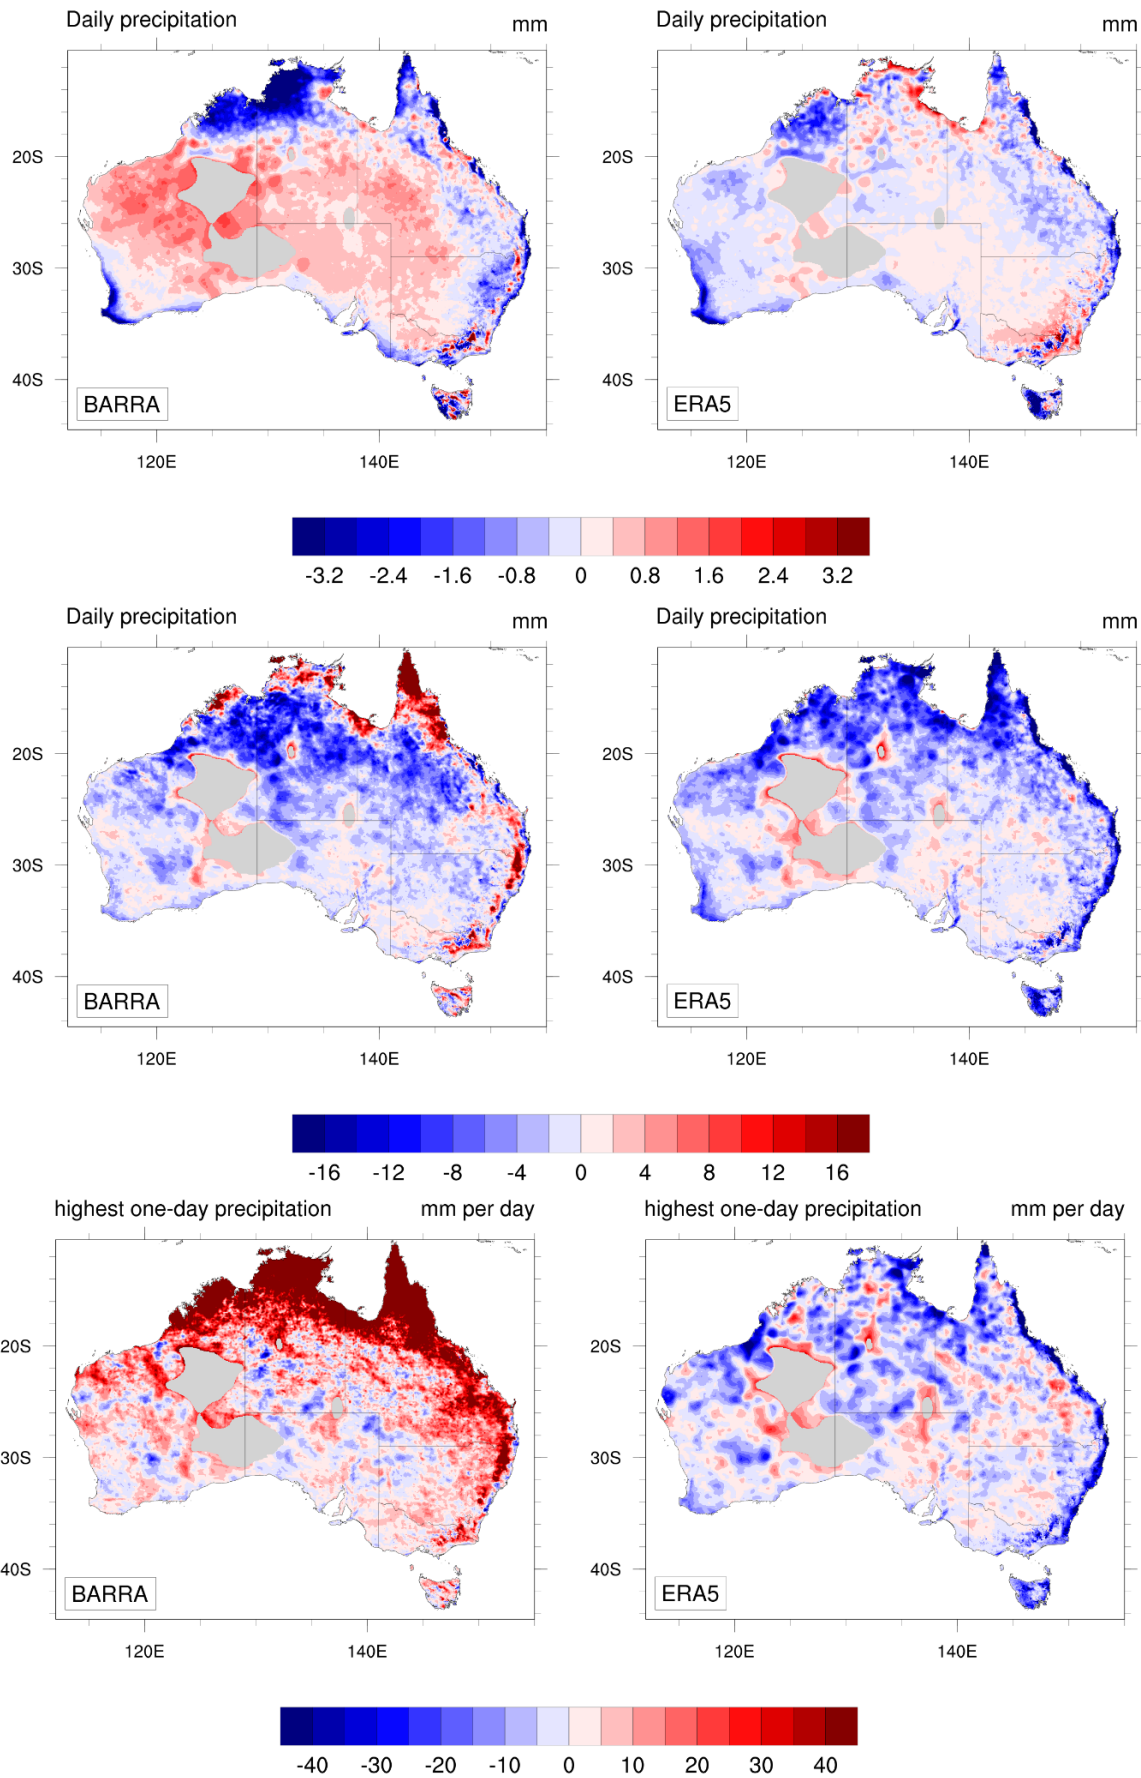 Daily precipitation mm Daily precipitation mm
20S 20S
30S 30S
40S BARRA 40S ERA5
120E 140E 120E 140E
-3.2 -2.4 -1.6 -0.8 0 0.8 1.6 2.4 3.2
Daily precipitation mm Daily precipitation mm
20S 20S
30S 30S
40S BARRA 40S ERA5
120E 140E 120E 140E
-16 -12 -8 -4 0 4 8 12 16
highest one-day precipitation mm per day highest one-day precipitation mm per day
20S 20S
30S 30S
40S BARRA 40S ERA5
120E 140E 120E 140E
-40 -30 -20 -10 0 10 20 30 40